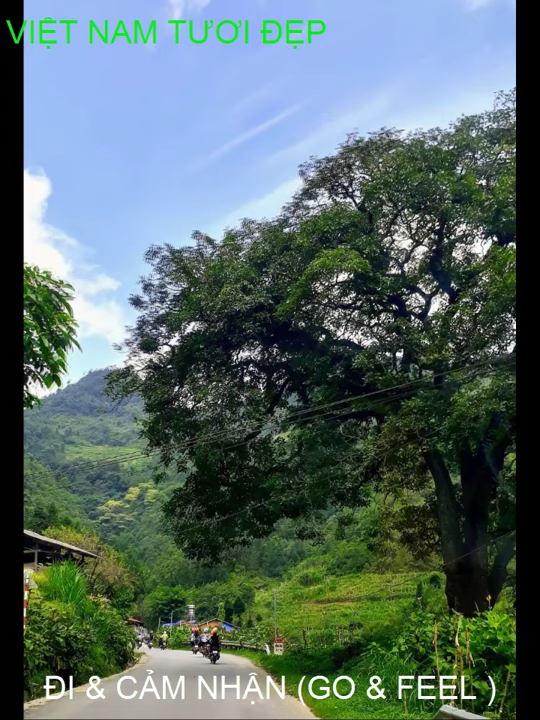 VIỆT NAM TƯƠI ĐẸP
ĐI & CẢM NHẬN (GO & FEEL )